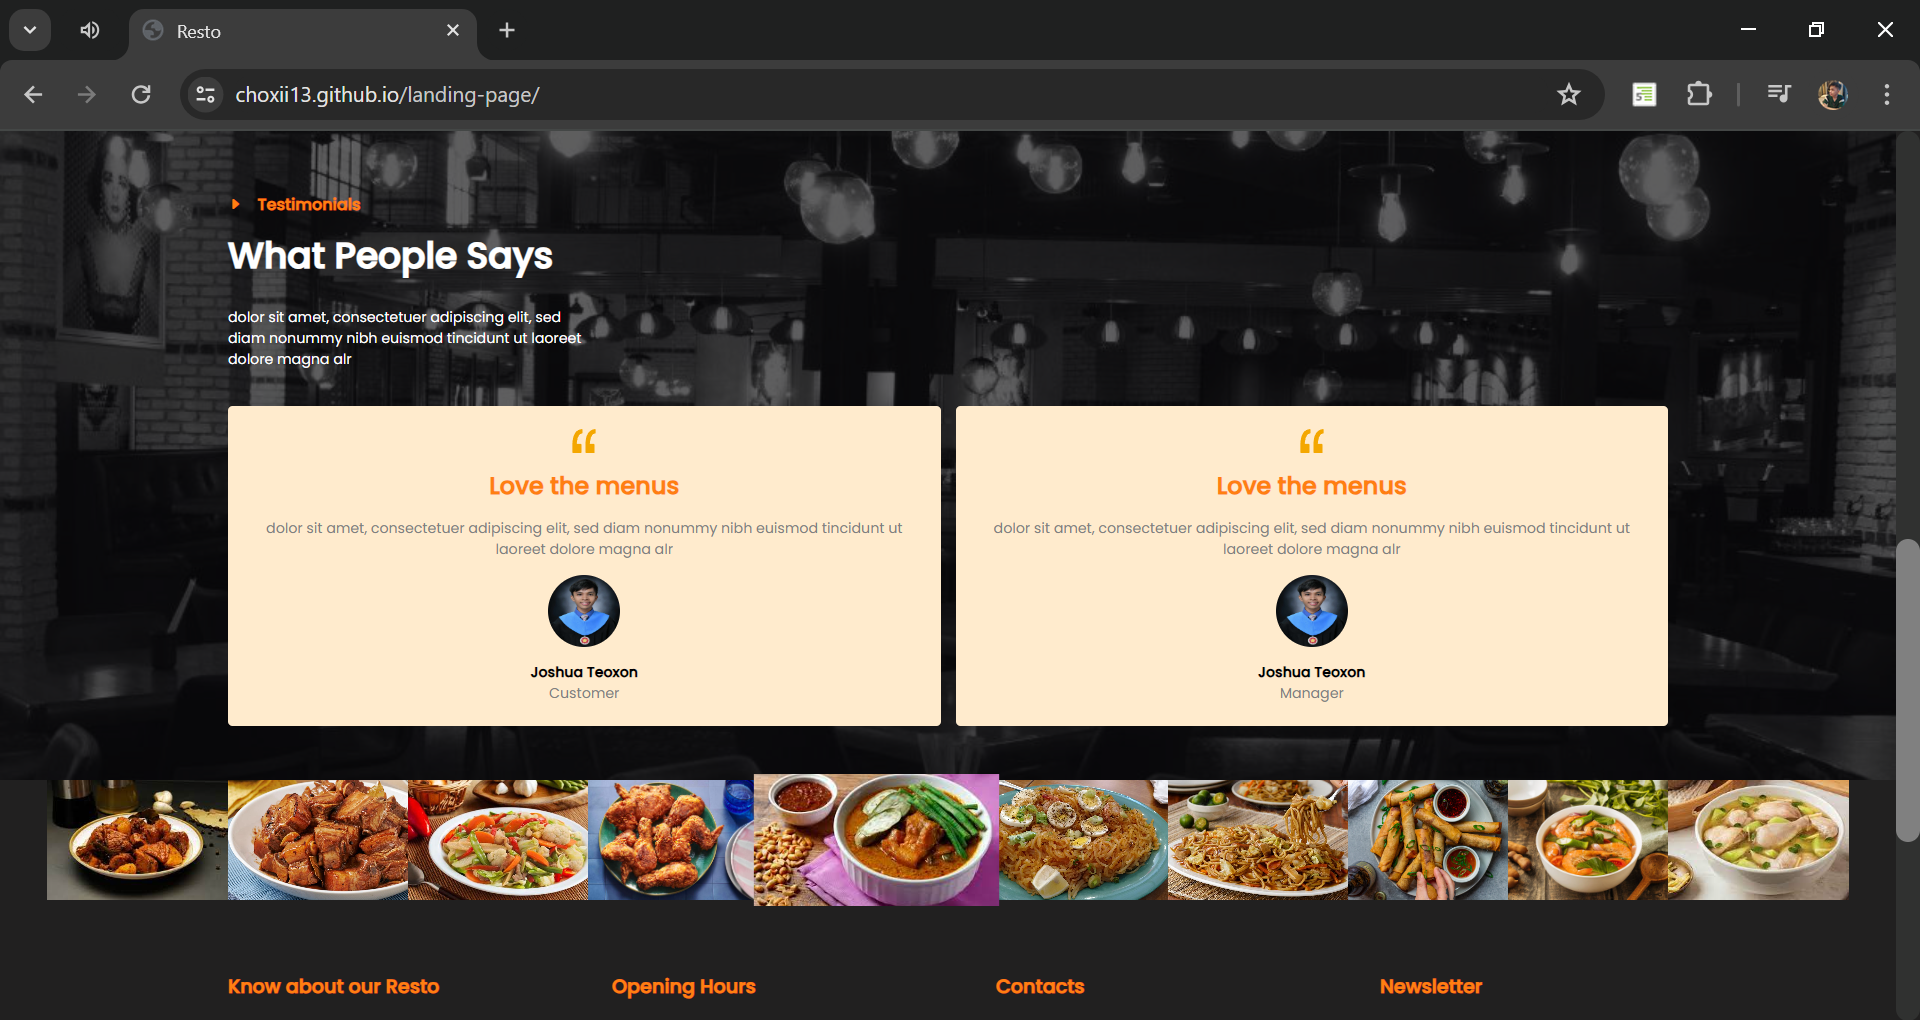 Resto
choxii13.github.io/landing-page/
Testimonials
What People Says
dolor sit amet, consectetuer adipiscing elit, sed
diam nonummy nibh euismod tincidunt ut laoreet
dolore magna alr
“
Love the menus
dolor sit amet, consectetuer adipiscing elit, sed diam nonummy nibh euismod tincidunt ut
laoreet dolore magna alr
Joshua Teoxon
Customer
“
Love the menus
dolor sit amet, consectetuer adipiscing elit, sed diam nonummy nibh euismod tincidunt ut
laoreet dolore magna alr
Joshua Teoxon
Manager
Know about our Resto
Opening Hours
Contacts
Newsletter